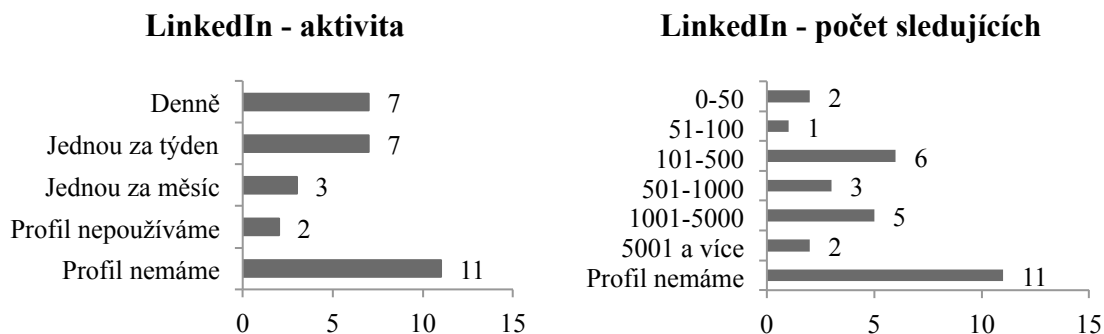 LinkedIn - aktivita
Denně 7
Jednou za týden 7
Jednou za měsíc 3
Profil nepoužíváme 2
Profil nemáme 11
0 5 10 15
LinkedIn - počet sledujících
0-50 2
51-100 1
101-500 6
501-1000 3
1001-5000 5
5001 a více 2
Profil nemáme 11
0 5 10 15